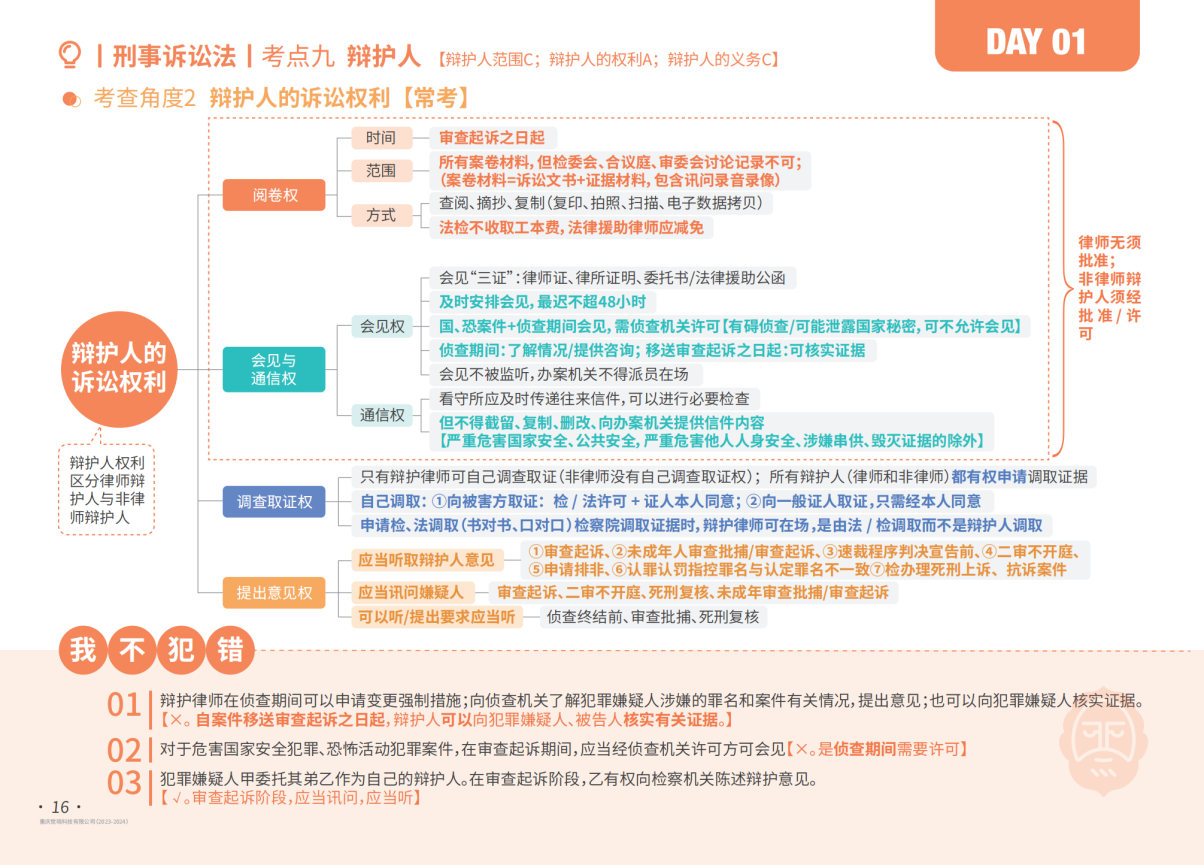 DAY 01
|刑事诉讼法|考点九 辩护人【辩护人范围C；辩护人的权利A；辩护人的义务C】
考查角度2 辩护人的诉讼权利【常考】
辩护人的
诉讼权利
辩护人权利
区分律师辩
护人与非律
师辩护人
阅卷权
时间
审查起诉之日起
范围
所有案卷材料，但检委会、合议庭、审委会讨论记录不可；
（案卷材料=诉讼文书+证据材料，包含讯问录音录像）
方式
查阅、摘抄、复制（复印、拍照、扫描、电子数据拷贝）
法检不收取工本费，法律援助律师应减免
会见与
通信权
会见权
会见“三证”：律师证、律所证明、委托书/法律援助公函
及时安排会见，最迟不超48小时
国、恐案件+侦查期间会见，需侦查机关许可【有碍侦查/可能泄露国家秘密，可不允许会见】
侦查期间：了解情况/提供咨询；移送审查起诉之日起：可核实证据
会见不被监听，办案机关不得派员在场
通信权
看守所应及时传递往来信件，可以进行必要检查
但不得截留、复制、删改、向办案机关提供信件内容
【严重危害国家安全、公共安全，严重危害他人人身安全、涉嫌串供、毁灭证据的除外】
律师无须
批准；
非律师辩
护人须经
批准/许
可
调查取证权
只有辩护律师可自己调查取证（非律师没有自己调查取证权）；所有辩护人（律师和非律师）都有权申请调取证据
自己调取：①向被害方取证：检/法许可+证人本人同意；②向一般证人取证，只需经本人同意
申请检、法调取（书对书、口对口）检察院调取证据时，辩护律师可在场，是由法/检调取而不是辩护人调取
提出意见权
应当听取辩护人意见
①审查起诉、②未成年人审查批捕/审查起诉、③速裁程序判决宣告前、④二审不开庭、
⑤申请排非、⑥认罪认罚指控罪名与认定罪名不一致⑦检办理死刑上诉、抗诉案件
应当讯问嫌疑人
审查起诉、二审不开庭、死刑复核、未成年审查批捕/审查起诉
可以听/提出要求应当听
侦查终结前、审查批捕、死刑复核
我不犯错
01 辩护律师在侦查期间可以申请变更强制措施；向侦查机关了解犯罪嫌疑人涉嫌的罪名和案件有关情况，提出意见；也可以向犯罪嫌疑人核实证据。
【×。自案件移送审查起诉之日起，辩护人可以向犯罪嫌疑人、被告人核实有关证据。】
02 对于危害国家安全犯罪、恐怖活动犯罪案件，在审查起诉期间，应当经侦查机关许可方可会见【×。是侦查期间需要许可】
03 犯罪嫌疑人甲委托其弟乙作为自己的辩护人。在审查起诉阶段，乙有权向检察机关陈述辩护意见。
【√。审查起诉阶段，应当讯问，应当听】
· 16 ·